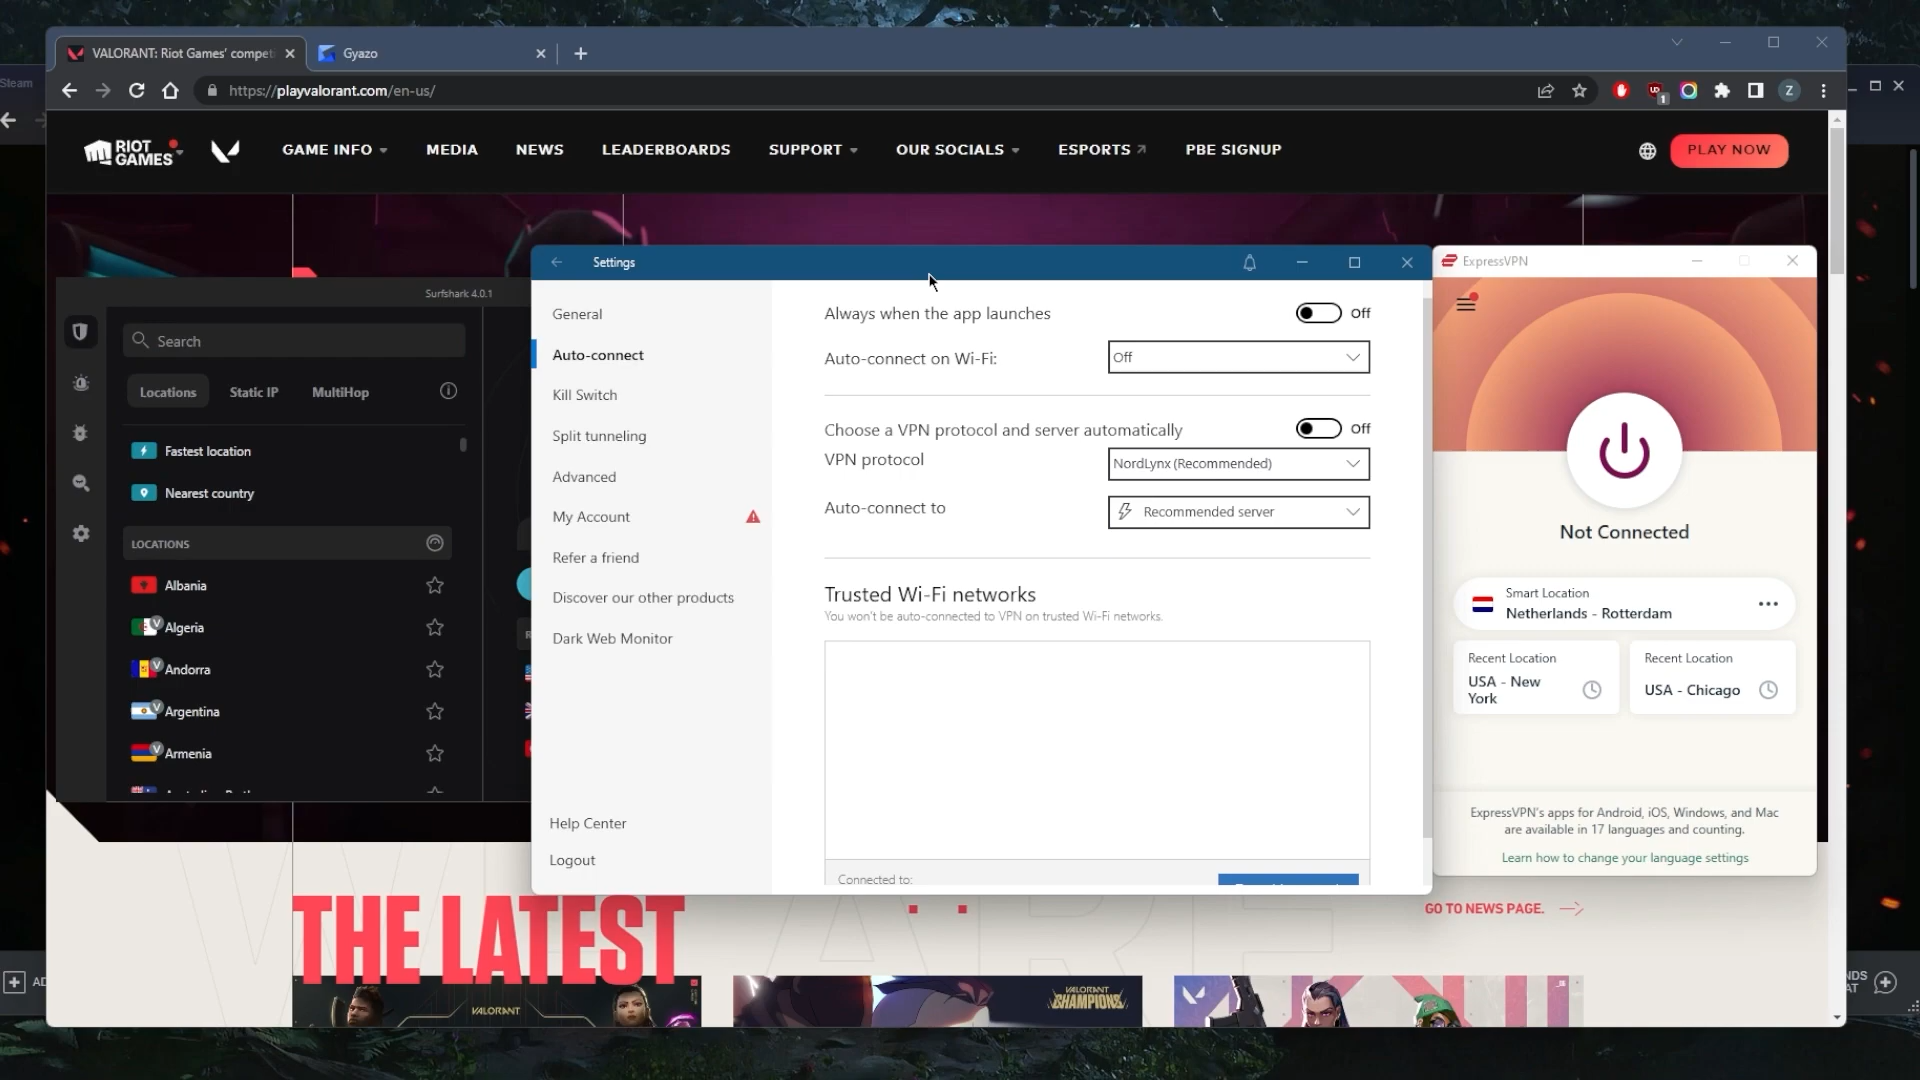 VALORANT: Riot Games' compet
Gyazo
Steam
https://playvalorant.com/en-us/
1
Z
RIOT
GAMES
GAME INFO
MEDIA
NEWS
LEADERBOARDS
SUPPORT
OUR SOCIALS
ESPORTS
PBE SIGNUP
PLAY NOW
Surfshark 4.0.1
Search
Locations
Static IP
MultiHop
Fastest location
Nearest country
LOCATIONS
Albania
Algeria
Andorra
Argentina
Armenia
Settings
General
Auto-connect
Kill Switch
Split tunneling
Advanced
My Account
Refer a friend
Discover our other products
Dark Web Monitor
Help Center
Logout
Always when the app launches
Off
Auto-connect on Wi-Fi:
Off
Choose a VPN protocol and server automatically
Off
VPN protocol
NordLynx (Recommended)
Auto-connect to
Recommended server
Trusted Wi-Fi networks
You won't be auto-connected to VPN on trusted Wi-Fi networks.
Connected to:
ExpressVPN
Not Connected
Smart Location
Netherlands - Rotterdam
Recent Location
USA - New
York
Recent Location
USA - Chicago
ExpressVPN's apps for Android, iOS, Windows, and Mac
are available in 17 languages and counting.
Learn how to change your language settings
THE LATEST
GO TO NEWS PAGE.
VALORANT
VALORANT
CHAMPIONS
AD
NDS
AT